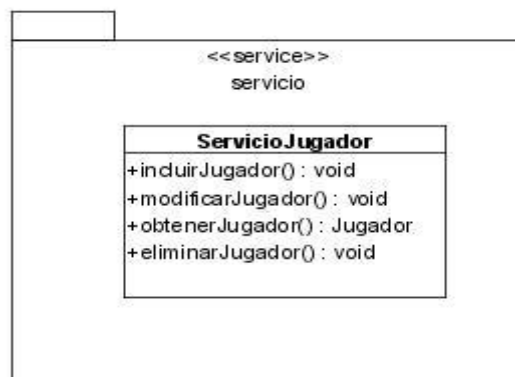 <<service>>
servicio
ServicioJugador
+incluirJugador() : void
+modificarJugador() : void
+obtenerJugador() : Jugador
+eliminarJugador() : void